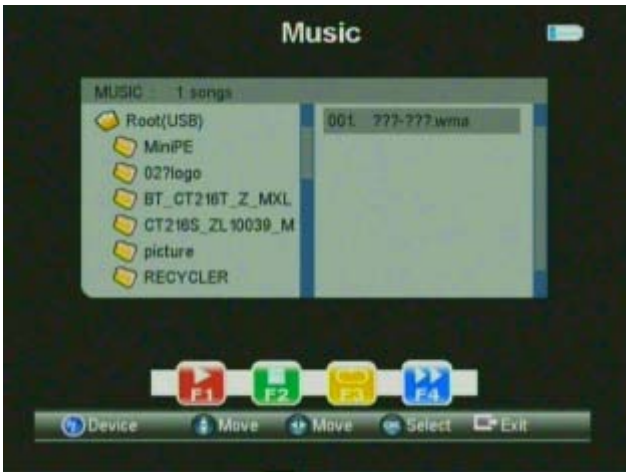 Music
MUSIC : 1 songs
Root(USB)
MiniPE
02?logo
BT_CT216T_Z_MXL
CT216S_ZL10039_M
picture
RECYCLER
001. ???-???.wma
F1 F2 F3 F4
Device Move Move Select Exit